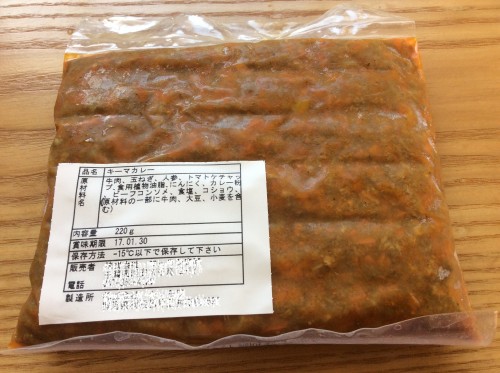 品名 キーマカレー
原材料名 牛肉、玉ねぎ、人参、トマトケチャッ
プ、食用植物油脂、にんにく、カレー粉
、ビーフコンソメ、食塩、コショウ、
(原材料の一部に牛肉、大豆、小麦を含
む)
内容量 220g
賞味期限 17.01.30
保存方法 -15℃以下で保存して下さい
販売者
電話
製造所